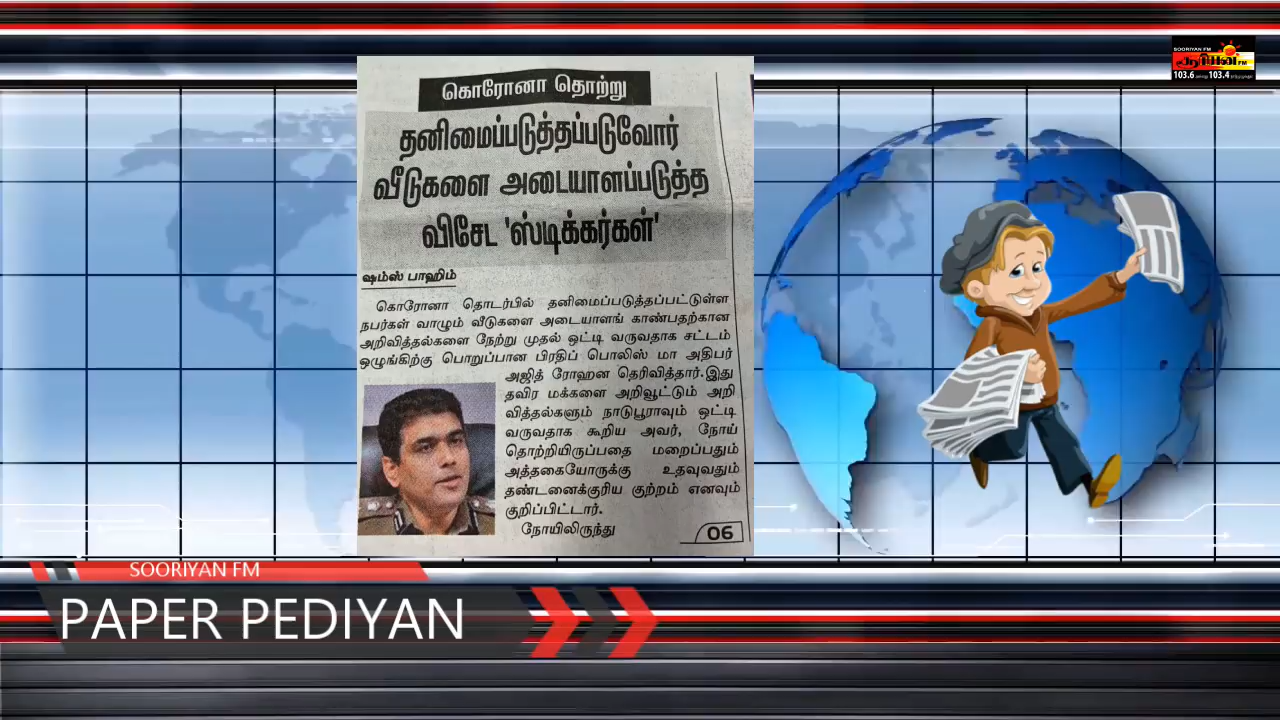 SOORIYAN FM
சூரியன் FM
103.6 103.4
கொரோனா தொற்று
தனிமைப்படுத்தப்படுவோர்
வீடுகளை அடையாளப்படுத்த
விசேட 'ஸ்டிக்கர்கள்'
ஷம்ஸ் பாஹிம்
கொரோனா தொடர்பில் தனிமைப்படுத்தப்பட்டுள்ள
நபர்கள் வாழும் வீடுகளை அடையாளங் காண்பதற்கான
அறிவித்தல்களை நேற்று முதல் ஒட்டி வருவதாக சட்டம்
ஒழுங்கிற்கு பொறுப்பான பிரதிப் பொலிஸ் மா அதிபர்
அஜித் ரோஹன தெரிவித்தார்.இது
தவிர மக்களை அறிவூட்டும் அறி
வித்தல்களும் நாடுபூராவும் ஒட்டி
வருவதாக கூறிய அவர், நோய்
தொற்றியிருப்பதை மறைப்பதும்
அத்தகையோருக்கு உதவுவதும்
தண்டனைக்குரிய குற்றம் எனவும்
குறிப்பிட்டார்.
நோயிலிருந்து
06
SOORIYAN FM
PAPER PEDIYAN